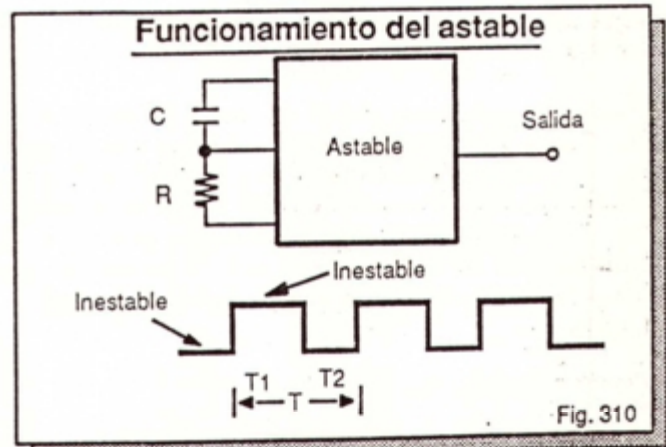 Funcionamiento del astable
C
R
Astable
Salida
Inestable
Inestable
T1 T2
T
Fig. 310